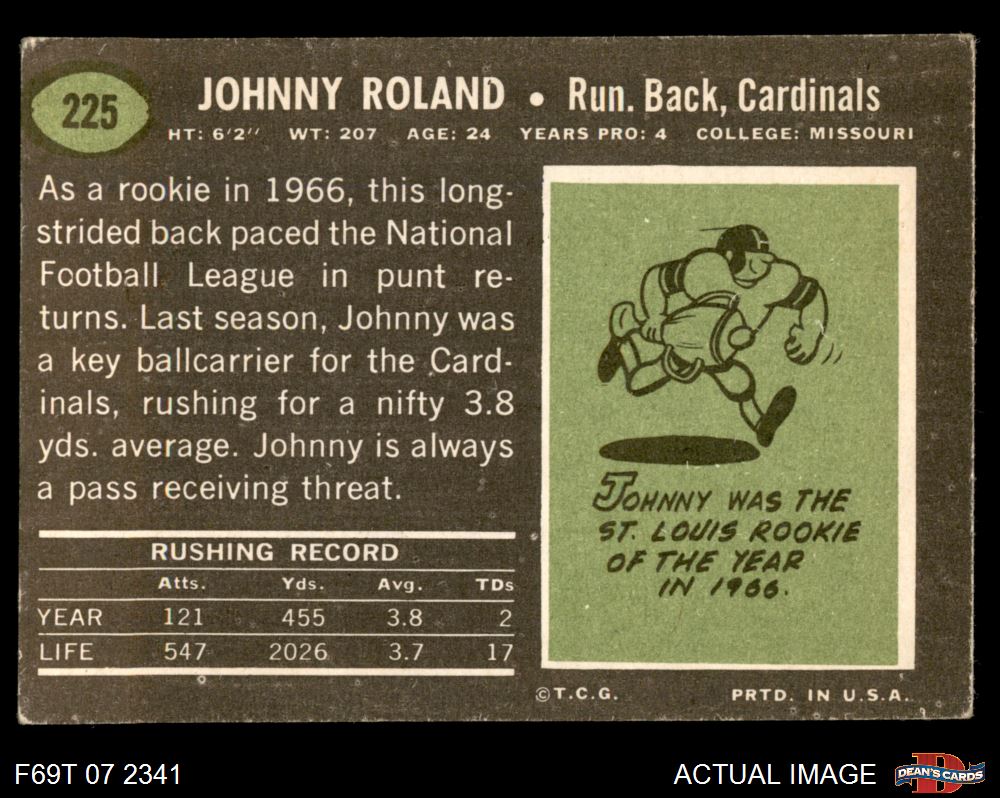 225
JOHNNY ROLAND • Run. Back, Cardinals
HT: 6'2" WT: 207 AGE: 24 YEARS PRO: 4 COLLEGE: MISSOURI
As a rookie in 1966, this long-
strided back paced the National
Football League in punt re-
turns. Last season, Johnny was
a key ballcarrier for the Card-
inals, rushing for a nifty 3.8
yds. average. Johnny is always
a pass receiving threat.
RUSHING RECORD
Atts. Yds. Avg. TDs
YEAR 121 455 3.8 2
LIFE 547 2026 3.7 17
JOHNNY WAS THE
ST. LOUIS ROOKIE
OF THE YEAR
IN 1966.
©T.C.G. PRTD. IN U.S.A.
F69T 07 2341
ACTUAL IMAGE
D
DEAN'S CARDS